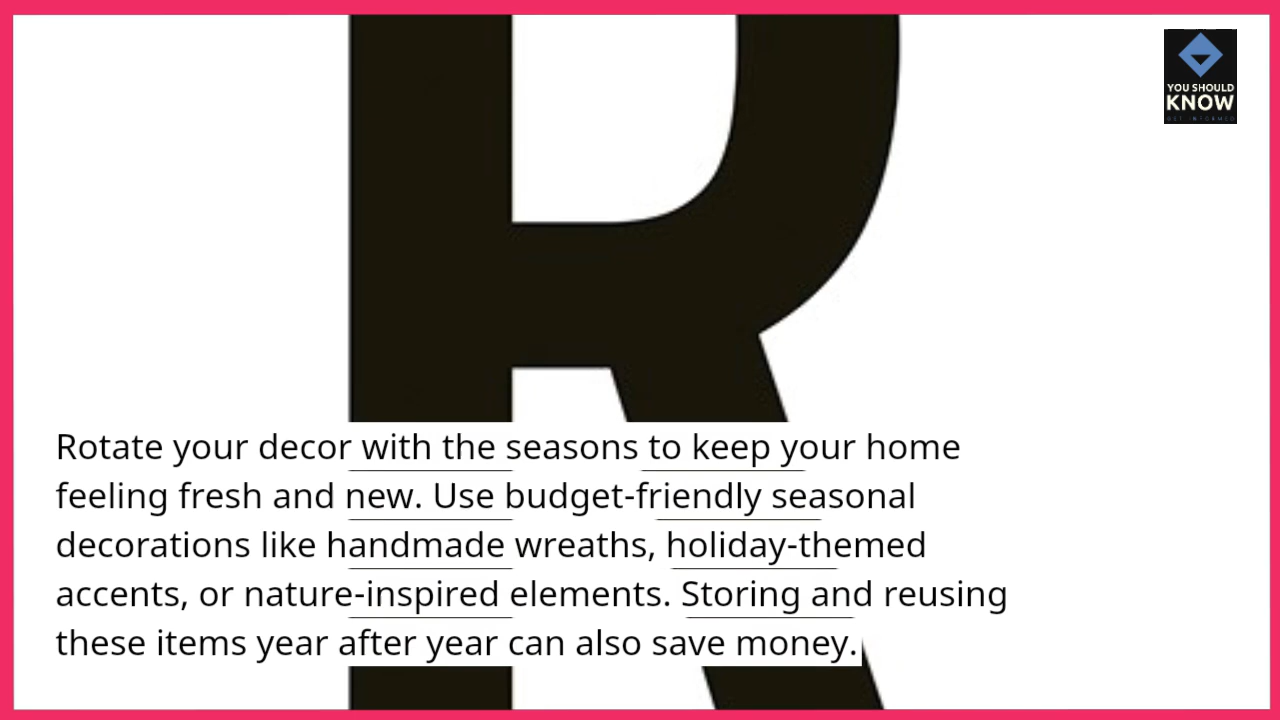 R
YOU SHOULD
KNOW
GET INFORMED
Rotate your decor with the seasons to keep your home
feeling fresh and new. Use budget-friendly seasonal
decorations like handmade wreaths, holiday-themed
accents, or nature-inspired elements. Storing and reusing
these items year after year can also save money.